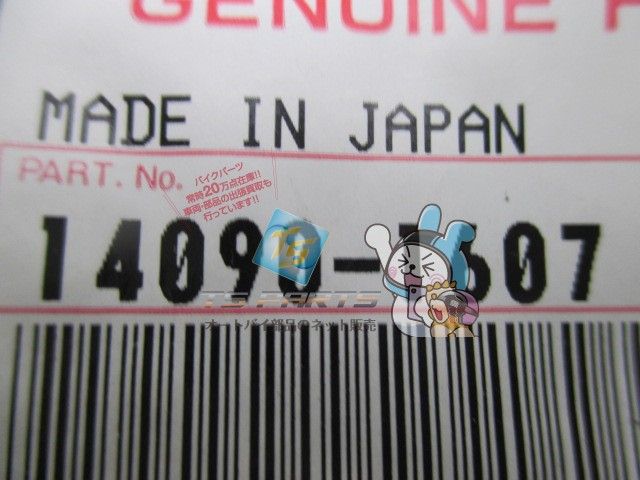 GENUINE
MADE IN JAPAN
PART. No.
バイクパーツ
常時20万点在庫!!
車両・部品の出張買取も
行っています!!
TS
14090-
607
TS PARTS
オートバイ部品のネット販売